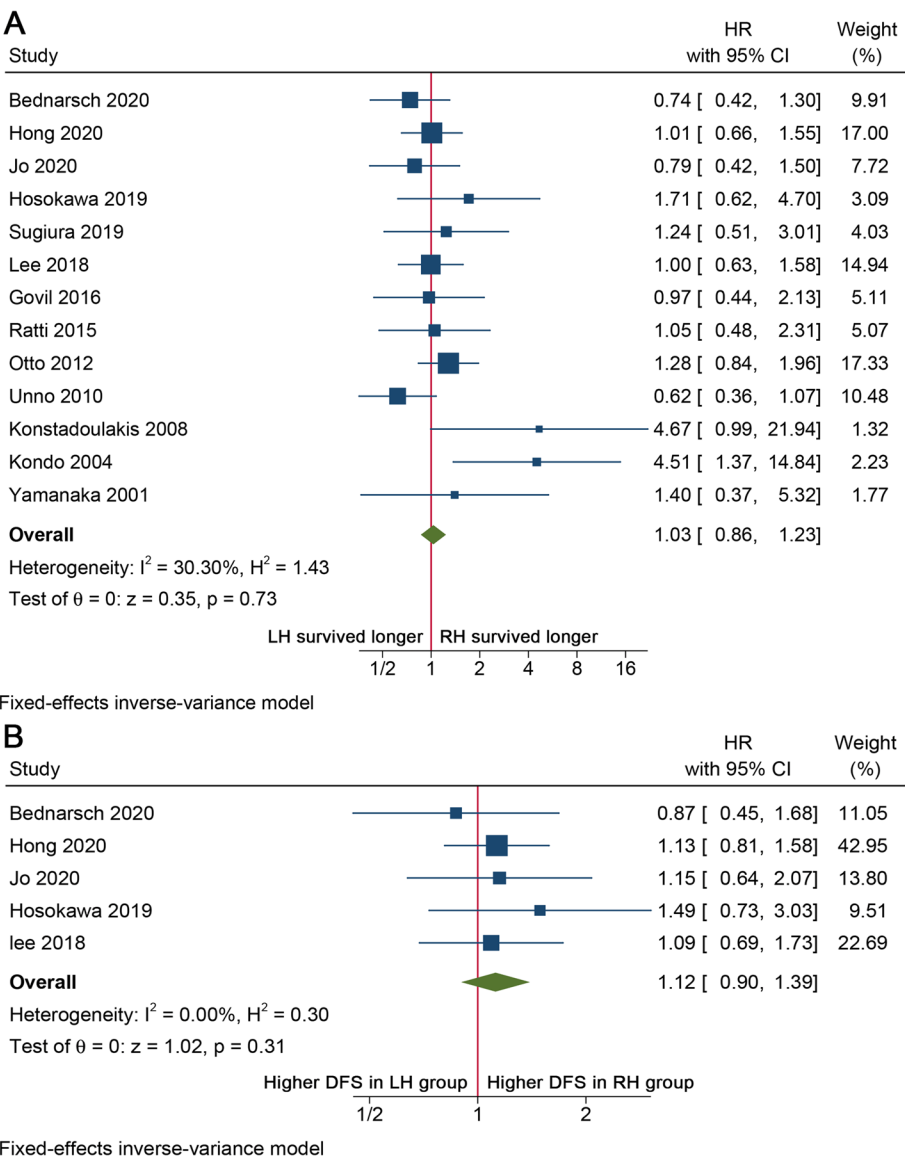 A
HR Weight
Study with 95% CI (%)
Bednarsch 2020 0.74 [ 0.42, 1.30] 9.91
Hong 2020 1.01 [ 0.66, 1.55] 17.00
Jo 2020 0.79 [ 0.42, 1.50] 7.72
Hosokawa 2019 1.71 [ 0.62, 4.70] 3.09
Sugiura 2019 1.24 [ 0.51, 3.01] 4.03
Lee 2018 1.00 [ 0.63, 1.58] 14.94
Govil 2016 0.97 [ 0.44, 2.13] 5.11
Ratti 2015 1.05 [ 0.48, 2.31] 5.07
Otto 2012 1.28 [ 0.84, 1.96] 17.33
Unno 2010 0.62 [ 0.36, 1.07] 10.48
Konstadoulakis 2008 4.67 [ 0.99, 21.94] 1.32
Kondo 2004 4.51 [ 1.37, 14.84] 2.23
Yamanaka 2001 1.40 [ 0.37, 5.32] 1.77
Overall 1.03 [ 0.86, 1.23]
Heterogeneity: I² = 30.30%, H² = 1.43
Test of θ = 0: z = 0.35, p = 0.73
LH survived longer RH survived longer
1/2 1 2 4 8 16
Fixed-effects inverse-variance model
B
HR Weight
Study with 95% CI (%)
Bednarsch 2020 0.87 [ 0.45, 1.68] 11.05
Hong 2020 1.13 [ 0.81, 1.58] 42.95
Jo 2020 1.15 [ 0.64, 2.07] 13.80
Hosokawa 2019 1.49 [ 0.73, 3.03] 9.51
lee 2018 1.09 [ 0.69, 1.73] 22.69
Overall 1.12 [ 0.90, 1.39]
Heterogeneity: I² = 0.00%, H² = 0.30
Test of θ = 0: z = 1.02, p = 0.31
Higher DFS in LH group Higher DFS in RH group
1/2 1 2
Fixed-effects inverse-variance model